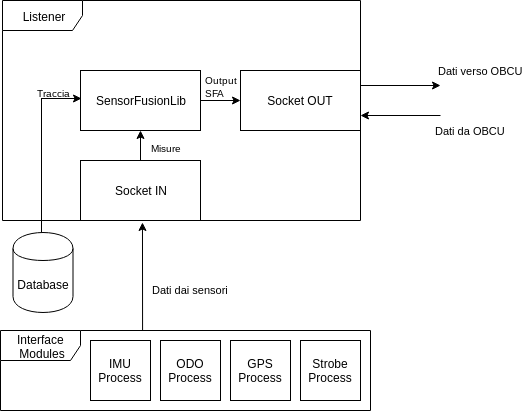 Listener
Dati verso OBCU
Traccia
SensorFusionLib
Output
SFA
Socket OUT
Dati da OBCU
Misure
Socket IN
Database
Dati dai sensori
Interface
Modules
IMU
Process
ODO
Process
GPS
Process
Strobe
Process